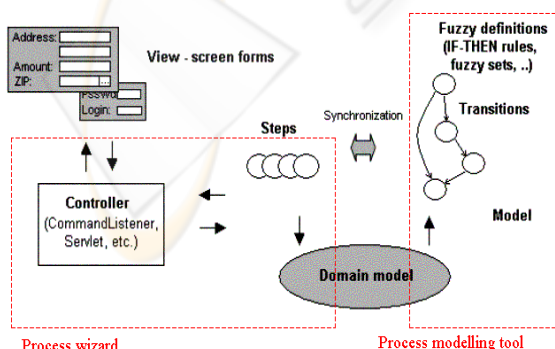 Address:
Amount:
ZIP:
...
Login:
View - screen forms
Fuzzy definitions
(IF-THEN rules,
fuzzy sets, ..)
Transitions
Synchronization
Steps
Controller
(CommandListener,
Servlet, etc.)
Model
Domain model
Process wizard
Process modelling tool